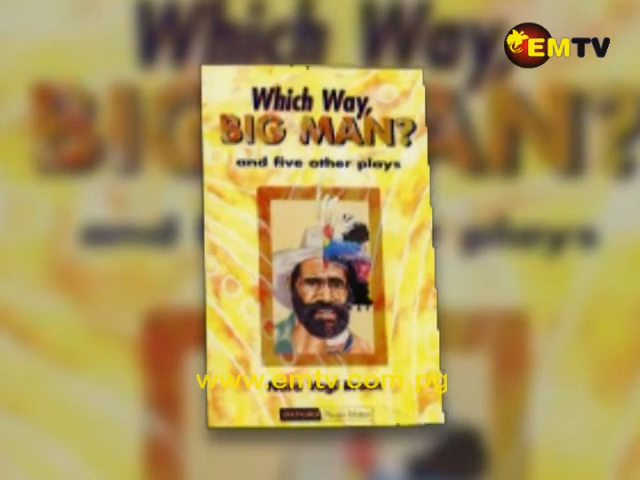 EMTV
Which Way,
BIG MAN?
and five other plays
www.emtv.com.pg